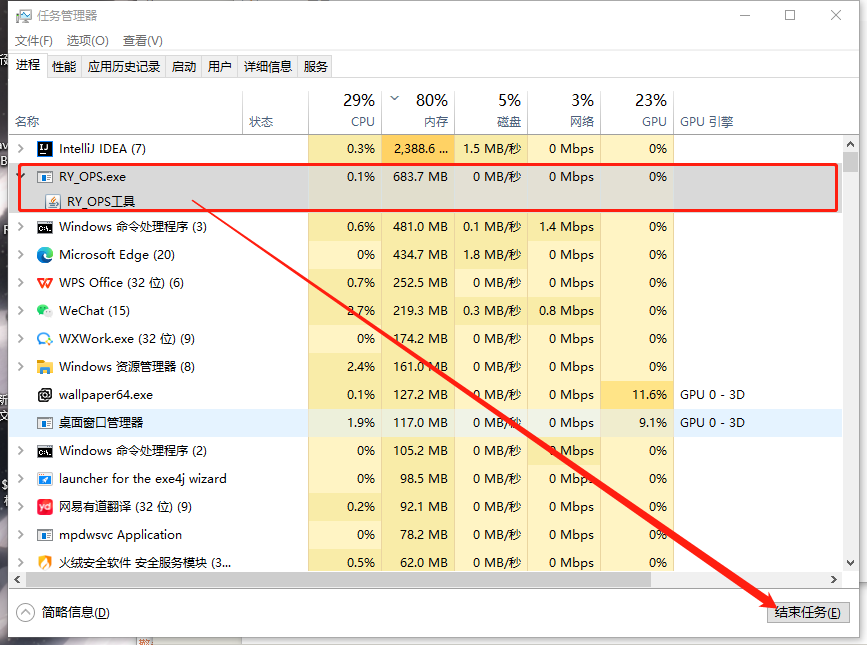 任务管理器
文件(F) 选项(O) 查看(V)
进程 性能 应用历史记录 启动 用户 详细信息 服务
29% 80% 5% 3% 23%
名称 状态 CPU 内存 磁盘 网络 GPU GPU 引擎
IntelliJ IDEA (7) 0.3% 2,388.6 ... 1.5 MB/秒 0 Mbps 0%
RY_OPS.exe 0.1% 683.7 MB 0 MB/秒 0 Mbps 0%
RY_OPS工具
Windows 命令处理程序 (3) 0.6% 481.0 MB 0.1 MB/秒 1.4 Mbps 0%
Microsoft Edge (20) 0% 434.7 MB 1.8 MB/秒 0 Mbps 0%
WPS Office (32 位) (6) 0.7% 252.5 MB 0 MB/秒 0 Mbps 0%
WeChat (15) 2.7% 219.3 MB 0.3 MB/秒 0.8 Mbps 0%
WXWork.exe (32 位) (9) 0% 174.2 MB 0 MB/秒 0 Mbps 0%
Windows 资源管理器 (8) 2.4% 161.0 MB 0 MB/秒 0 Mbps 0%
wallpaper64.exe 0.1% 127.2 MB 0 MB/秒 0 Mbps 11.6% GPU 0 - 3D
桌面窗口管理器 1.9% 117.0 MB 0 MB/秒 0 Mbps 9.1% GPU 0 - 3D
Windows 命令处理程序 (2) 0% 105.2 MB 0 MB/秒 0 Mbps 0%
launcher for the exe4j wizard 0% 98.5 MB 0 MB/秒 0 Mbps 0%
网易有道翻译 (32 位) (9) 0.2% 92.1 MB 0 MB/秒 0 Mbps 0%
mpdwsvc Application 0% 78.2 MB 0 MB/秒 0 Mbps 0%
火绒安全软件 安全服务模块 (3... 0.5% 62.0 MB 0 MB/秒 0 Mbps 0%
简略信息(D) 结束任务(E)